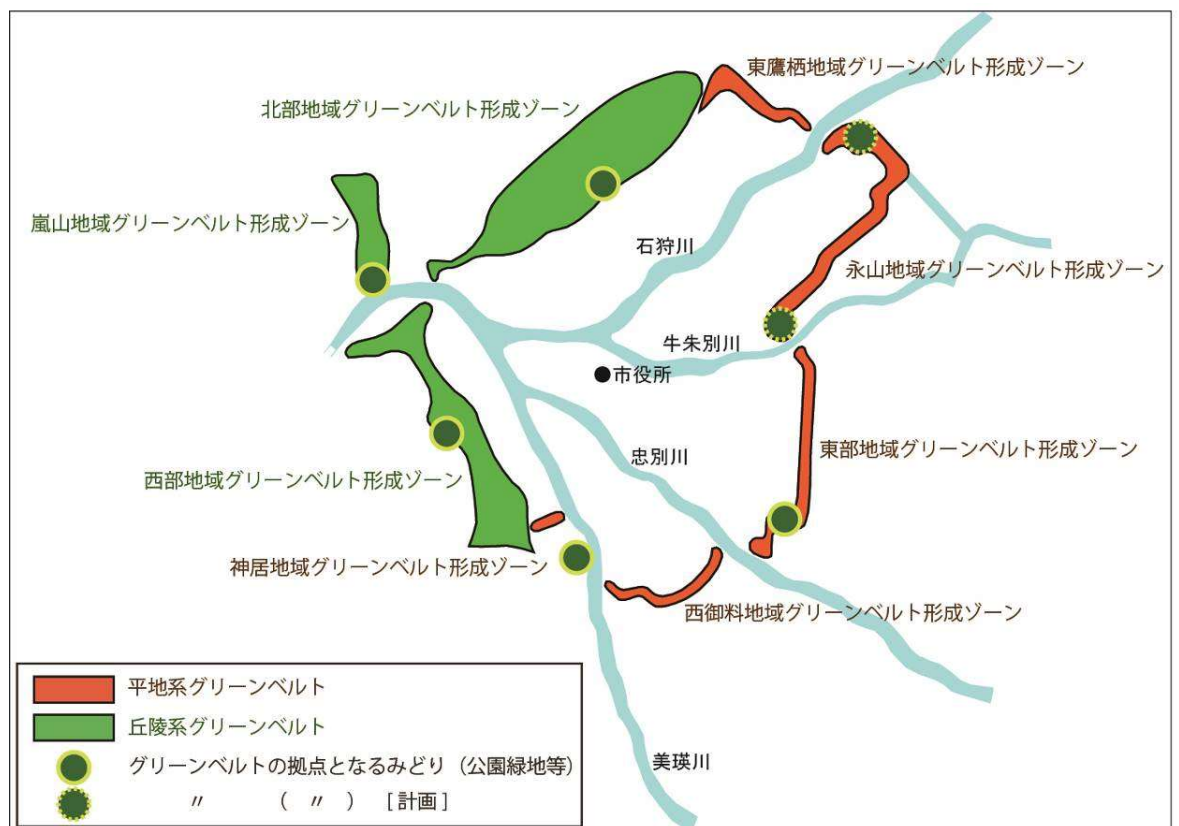 東鷹栖地域グリーンベルト形成ゾーン
北部地域グリーンベルト形成ゾーン
嵐山地域グリーンベルト形成ゾーン
石狩川
永山地域グリーンベルト形成ゾーン
牛朱別川
市役所
東部地域グリーンベルト形成ゾーン
忠別川
西部地域グリーンベルト形成ゾーン
神居地域グリーンベルト形成ゾーン
西御料地域グリーンベルト形成ゾーン
美瑛川
平地系グリーンベルト
丘陵系グリーンベルト
グリーンベルトの拠点となるみどり（公園緑地等）
〃 （ 〃 ） ［計画］